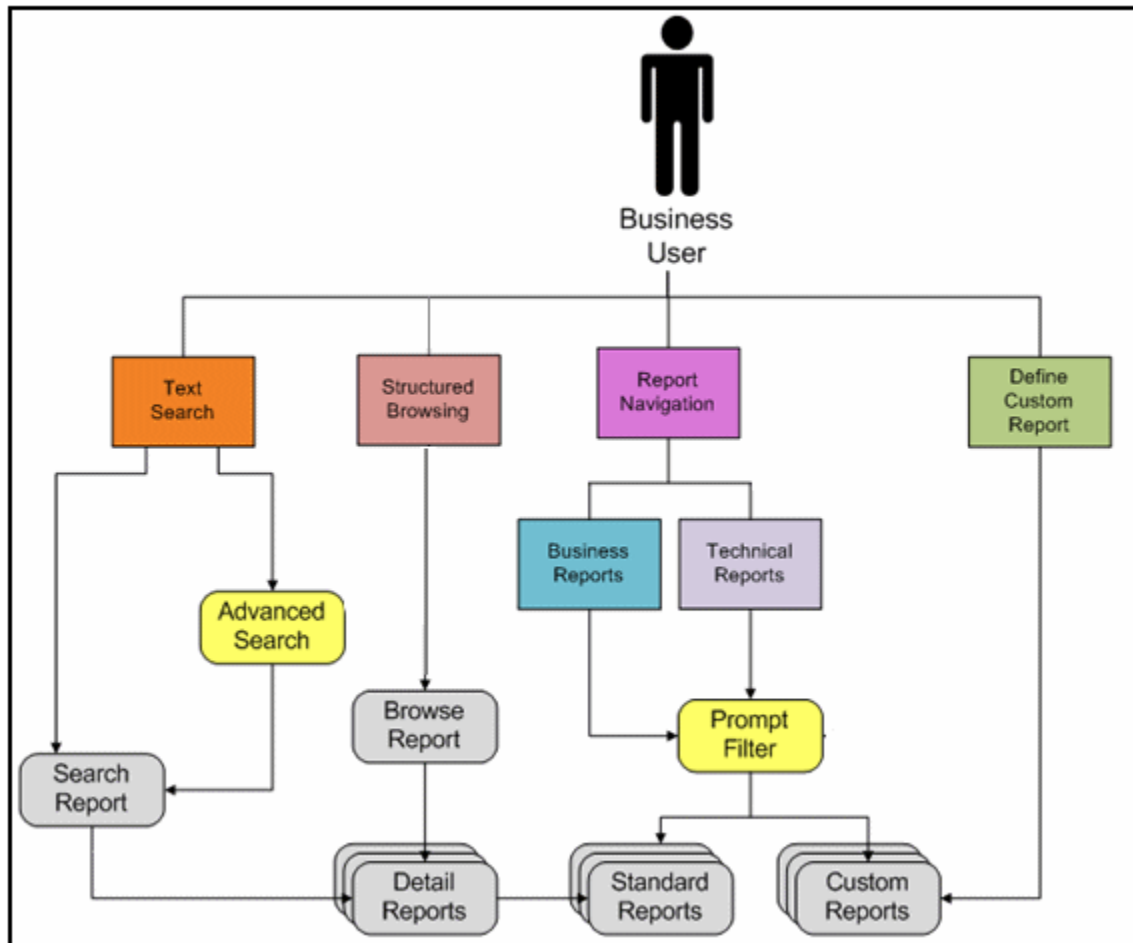 Business
User
Text
Search
Structured
Browsing
Report
Navigation
Define
Custom
Report
Business
Reports
Technical
Reports
Advanced
Search
Browse
Report
Prompt
Filter
Search
Report
Detail
Reports
Standard
Reports
Custom
Reports